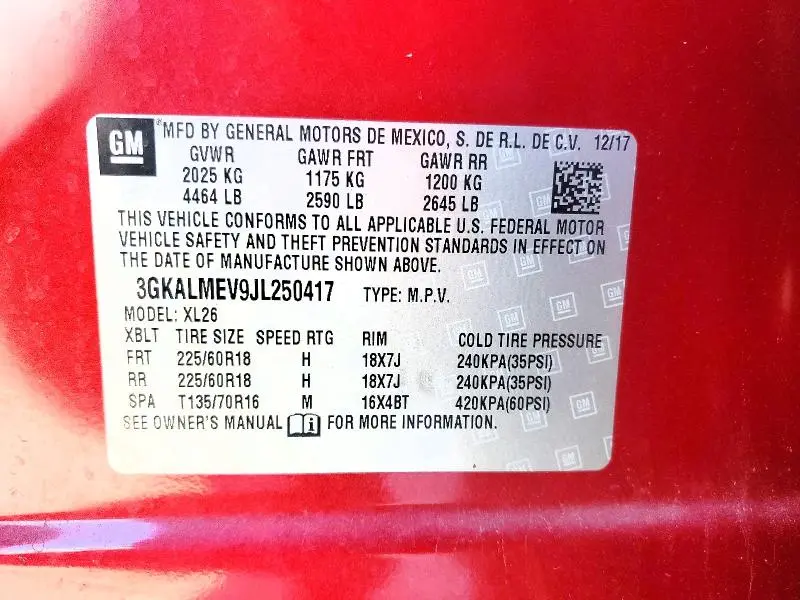 GM
MFD BY GENERAL MOTORS DE MEXICO, S. DE R.L. DE C.V. 12/17
GVWR GAWR FRT GAWR RR
2025 KG 1175 KG 1200 KG
4464 LB 2590 LB 2645 LB
THIS VEHICLE CONFORMS TO ALL APPLICABLE U.S. FEDERAL MOTOR
VEHICLE SAFETY AND THEFT PREVENTION STANDARDS IN EFFECT ON
THE DATE OF MANUFACTURE SHOWN ABOVE.
3GKALMEV9JL250417 TYPE: M.P.V.
MODEL: XL26
XBLT TIRE SIZE SPEED RTG RIM COLD TIRE PRESSURE
FRT 225/60R18 H 18X7J 240KPA(35PSI)
RR 225/60R18 H 18X7J 240KPA(35PSI)
SPA T135/70R16 M 16X4BT 420KPA(60PSI)
SEE OWNER'S MANUAL i FOR MORE INFORMATION.